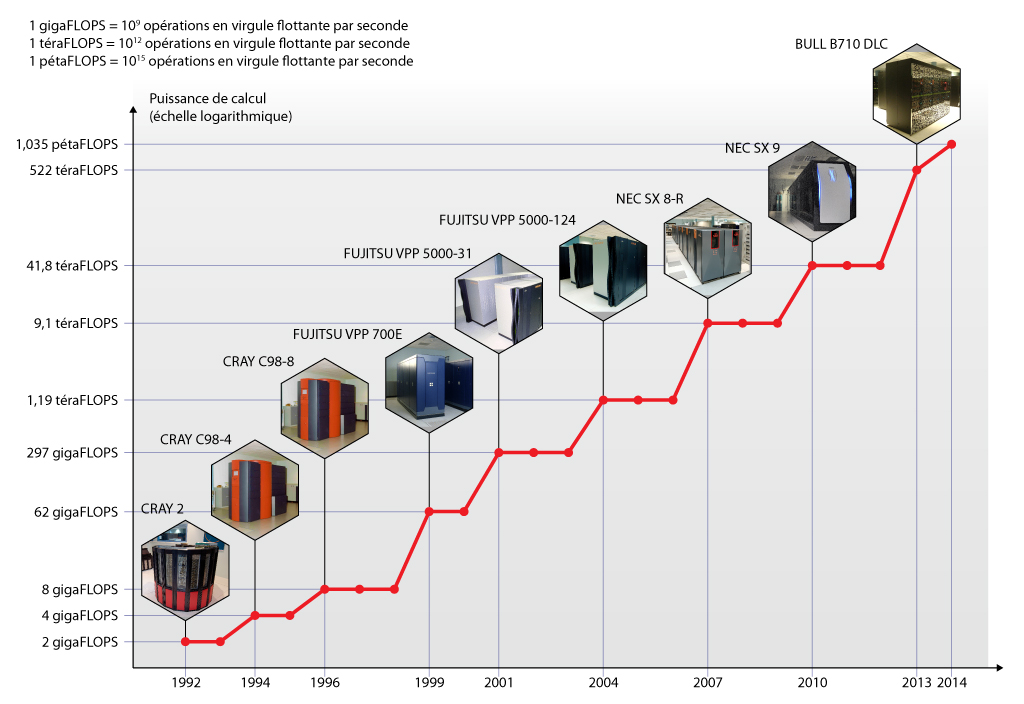 1 gigaFLOPS = 10⁹ opérations en virgule flottante par seconde
1 téraFLOPS = 10¹² opérations en virgule flottante par seconde
1 pétaFLOPS = 10¹⁵ opérations en virgule flottante par seconde
BULL B710 DLC
Puissance de calcul
(échelle logarithmique)
1,035 pétaFLOPS
NEC SX 9
522 téraFLOPS
NEC SX 8-R
FUJITSU VPP 5000-124
FUJITSU VPP 5000-31
41,8 téraFLOPS
9,1 téraFLOPS
FUJITSU VPP 700E
CRAY C98-8
1,19 téraFLOPS
CRAY C98-4
297 gigaFLOPS
CRAY 2
62 gigaFLOPS
8 gigaFLOPS
4 gigaFLOPS
2 gigaFLOPS
1992 1994 1996 1999 2001 2004 2007 2010 2013 2014